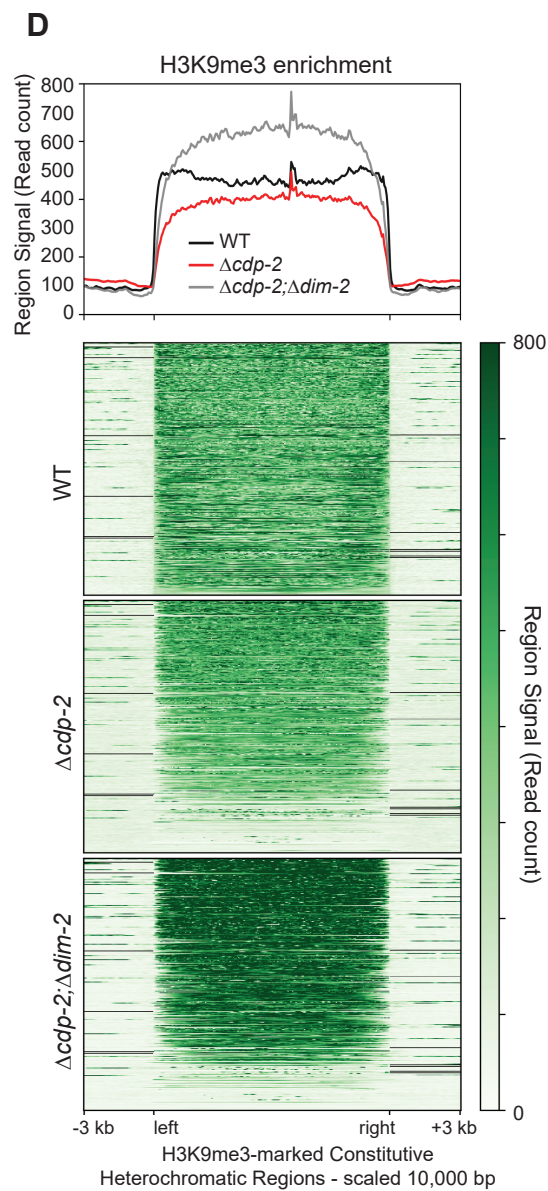 D
H3K9me3 enrichment
Region Signal (Read count)
800
700
600
500
400
300
200
100
0
WT
Δcdp-2
Δcdp-2;Δdim-2
WT
Δcdp-2
Δcdp-2;Δdim-2
800
0
Region Signal (Read count)
-3 kb
left
right
+3 kb
H3K9me3-marked Constitutive
Heterochromatic Regions - scaled 10,000 bp